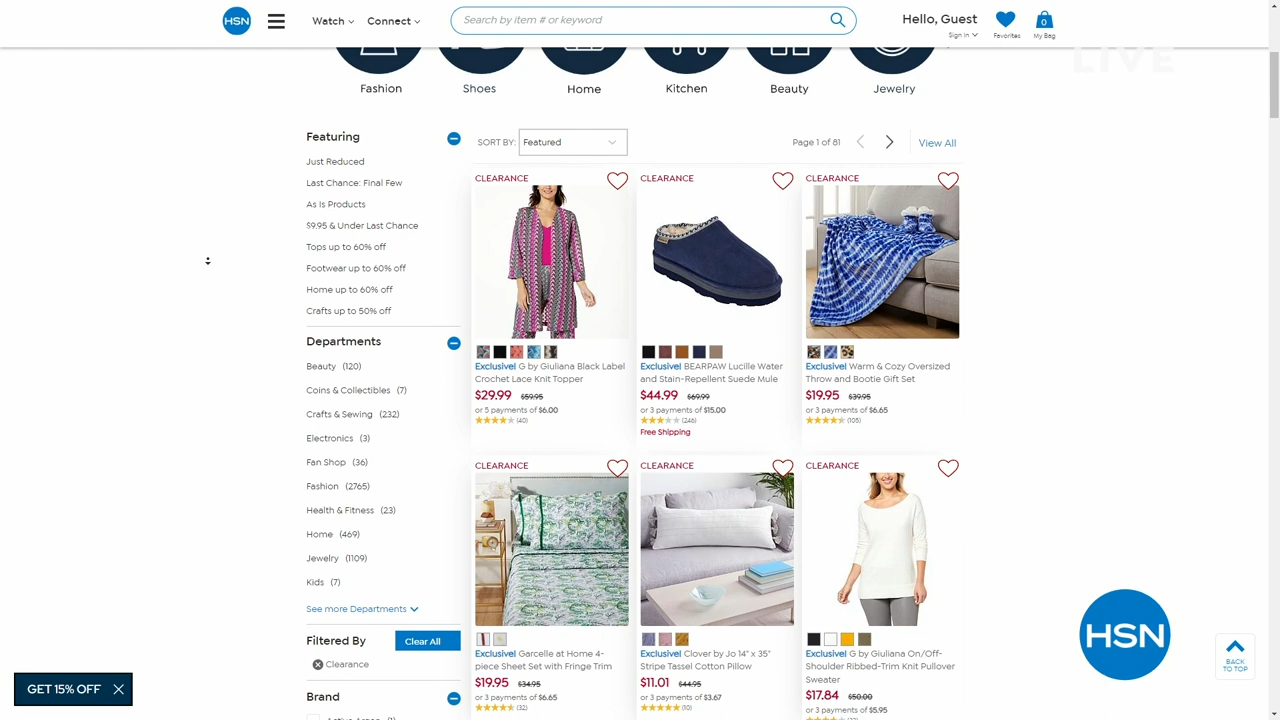 HSN
Watch
Connect
Search by item # or keyword
Hello, Guest
Sign In
Favorites
0
My Bag
LIVE
Fashion
Shoes
Home
Kitchen
Beauty
Jewelry
Featuring
Just Reduced
Last Chance: Final Few
As Is Products
$9.95 & Under Last Chance
Tops up to 60% off
Footwear up to 60% off
Home up to 60% off
Crafts up to 50% off
Departments
Beauty (120)
Coins & Collectibles (7)
Crafts & Sewing (232)
Electronics (3)
Fan Shop (36)
Fashion (2765)
Health & Fitness (23)
Home (469)
Jewelry (1109)
Kids (7)
See more Departments
Filtered By
Clear All
Clearance
Brand
SORT BY:
Featured
Page 1 of 81
View All
CLEARANCE
Exclusive! G by Giuliana Black Label
Crochet Lace Knit Topper
$29.99 $59.95
or 5 payments of $6.00
(40)
CLEARANCE
Exclusive! BEARPAW Lucille Water
and Stain-Repellent Suede Mule
$44.99 $69.99
or 3 payments of $15.00
(246)
Free Shipping
CLEARANCE
Exclusive! Warm & Cozy Oversized
Throw and Bootie Gift Set
$19.95 $39.95
or 3 payments of $6.65
(105)
CLEARANCE
Exclusive! Garcelle at Home 4-
piece Sheet Set with Fringe Trim
$19.95 $34.95
or 3 payments of $6.65
(32)
CLEARANCE
Exclusive! Clover by Jo 14" x 35"
Stripe Tassel Cotton Pillow
$11.01 $44.95
or 3 payments of $3.67
(10)
CLEARANCE
Exclusive! G by Giuliana On/Off-
Shoulder Ribbed-Trim Knit Pullover
Sweater
$17.84 $50.00
or 3 payments of $5.95
GET 15% OFF
HSN
BACK
TO TOP